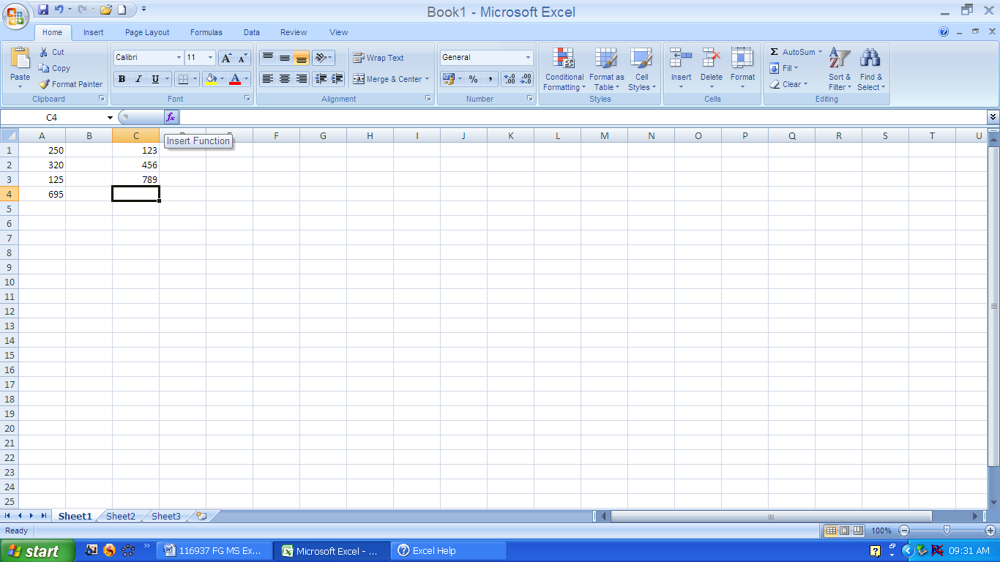 Book1 - Microsoft Excel
Home Insert Page Layout Formulas Data Review View
Paste
Cut
Copy
Format Painter
Clipboard
Calibri 11
B I U
Font
Wrap Text
Merge & Center
Alignment
General
% ,
Number
Conditional Formatting
Format as Table
Cell Styles
Styles
Insert
Delete
Format
Cells
Σ AutoSum
Fill
Clear
Sort & Filter
Find & Select
Editing
C4 fx
Insert Function
A B C D E F G H I J K L M N O P Q R S T U
1 250 123
2 320 456
3 125 789
4 695
5
6
7
8
9
10
11
12
13
14
15
16
17
18
19
20
21
22
23
24
25
Sheet1 Sheet2 Sheet3
Ready 100%
start 116937 FG MS Ex... Microsoft Excel - ... Excel Help 09:31 AM